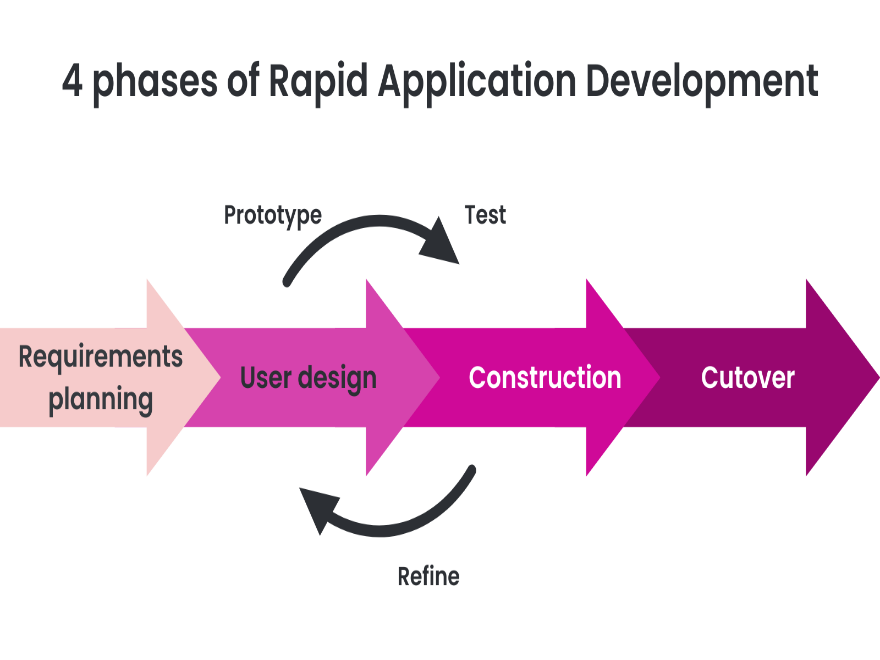 4 phases of Rapid Application Development
Prototype
Test
Requirements
planning
User design
Construction
Cutover
Refine